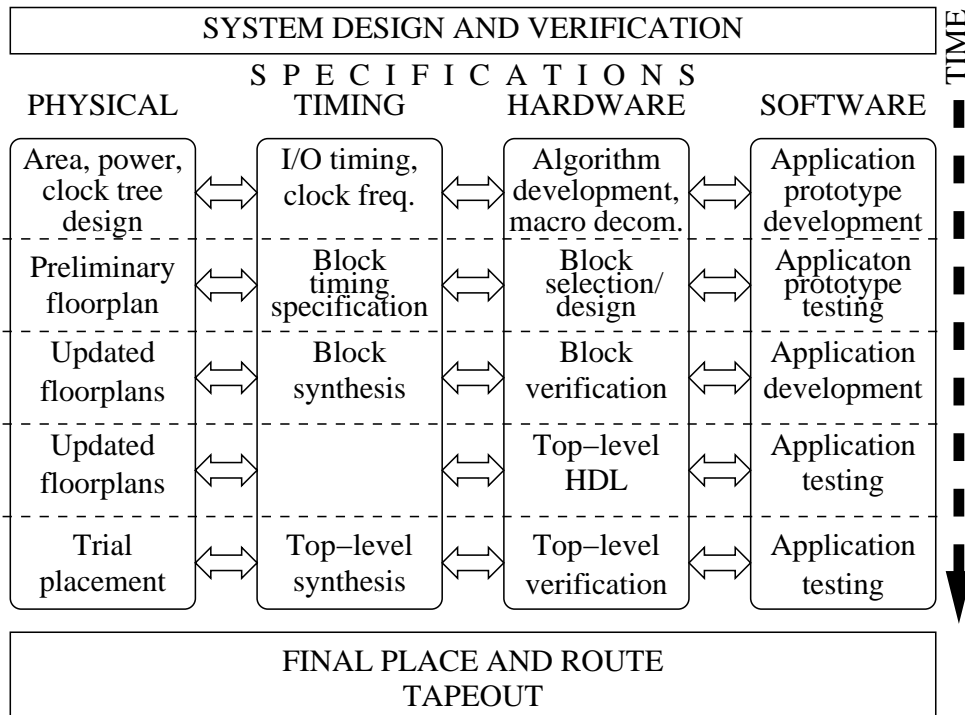 SYSTEM DESIGN AND VERIFICATION
TIME
SPECIFICATIONS
PHYSICAL
TIMING
HARDWARE
SOFTWARE
Area, power,
clock tree
design
I/O timing,
clock freq.
Algorithm
development,
macro decom.
Application
prototype
development
Preliminary
floorplan
Block
timing
specification
Block
selection/
design
Applicaton
prototype
testing
Updated
floorplans
Block
synthesis
Block
verification
Application
development
Updated
floorplans
Top−level
HDL
Application
testing
Trial
placement
Top−level
synthesis
Top−level
verification
Application
testing
FINAL PLACE AND ROUTE
TAPEOUT